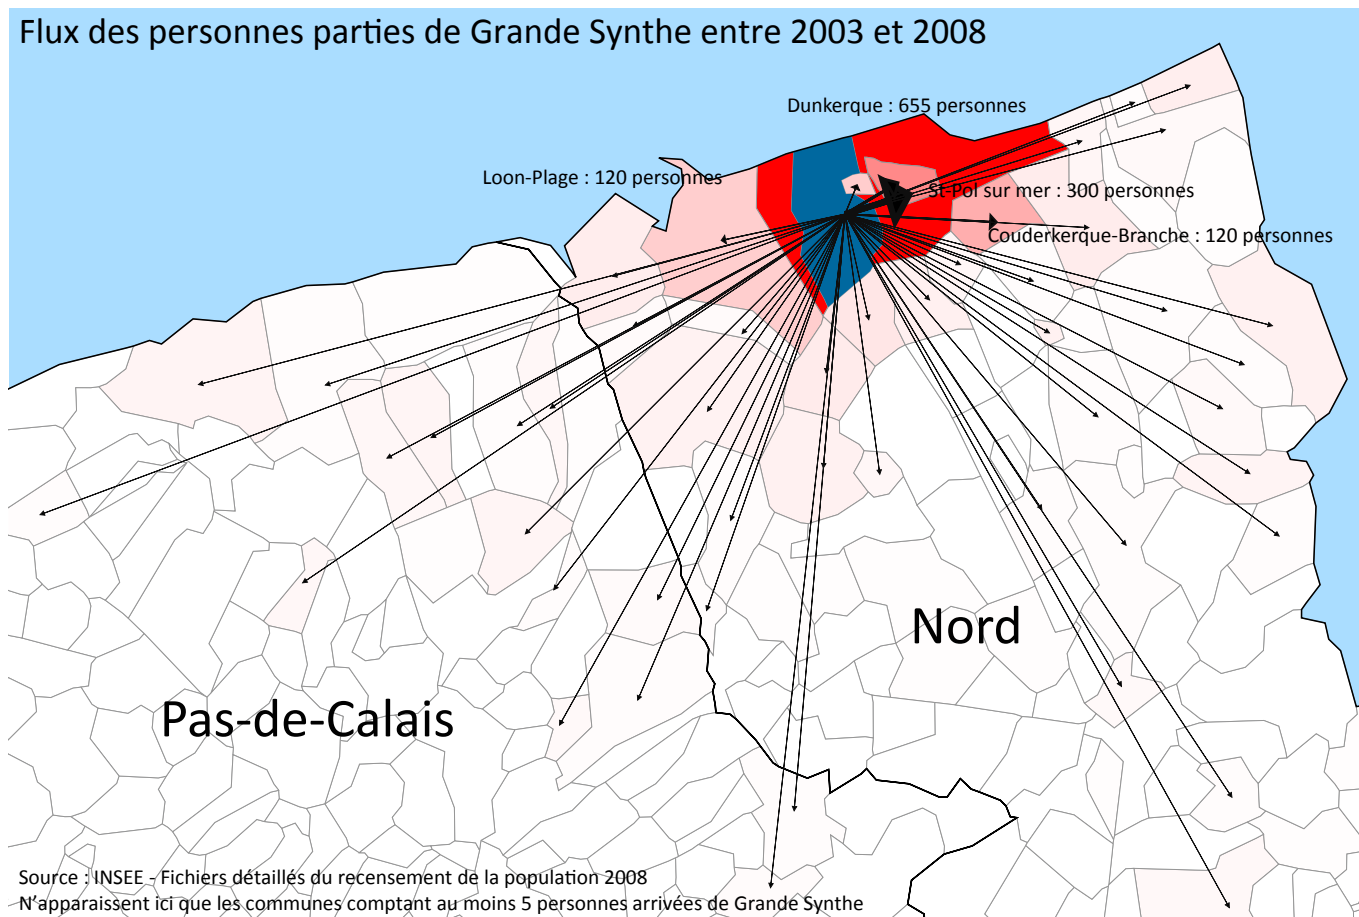 Flux des personnes parties de Grande Synthe entre 2003 et 2008
Dunkerque : 655 personnes
Loon-Plage : 120 personnes
St-Pol sur mer : 300 personnes
Couderkerque-Branche : 120 personnes
Nord
Pas-de-Calais
Source : INSEE - Fichiers détaillés du recensement de la population 2008
N'apparaissent ici que les communes comptant au moins 5 personnes arrivées de Grande Synthe